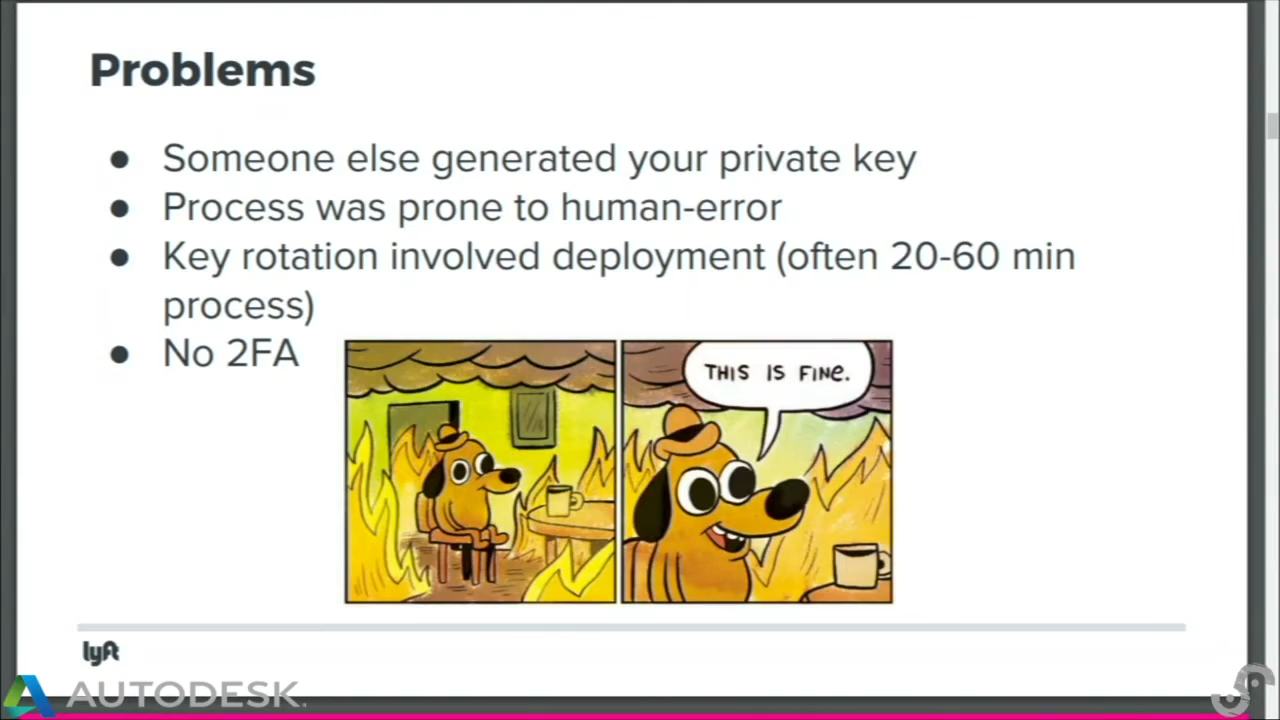 Problems
● Someone else generated your private key
● Process was prone to human-error
● Key rotation involved deployment (often 20-60 min
process)
● No 2FA
THIS IS FINE.
lyft
AUTODESK.